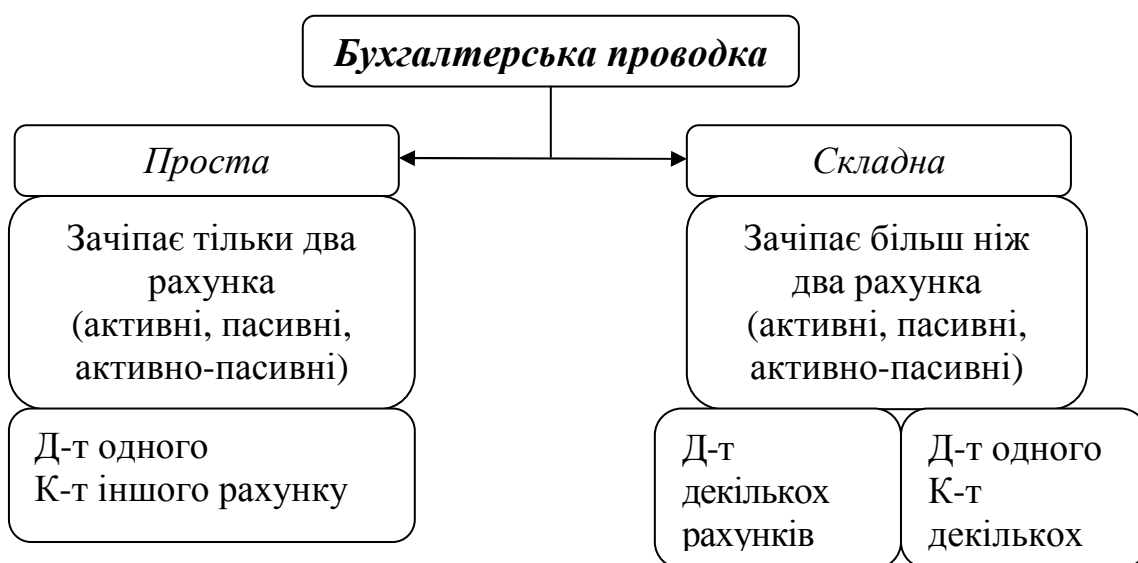 Бухгалтерська проводка
Проста
Складна
Зачіпає тільки два
рахунка
(активні, пасивні,
активно-пасивні)
Зачіпає більш ніж
два рахунка
(активні, пасивні,
активно-пасивні)
Д-т одного
К-т іншого рахунку
Д-т
декількох
рахунків
Д-т одного
К-т
декількох